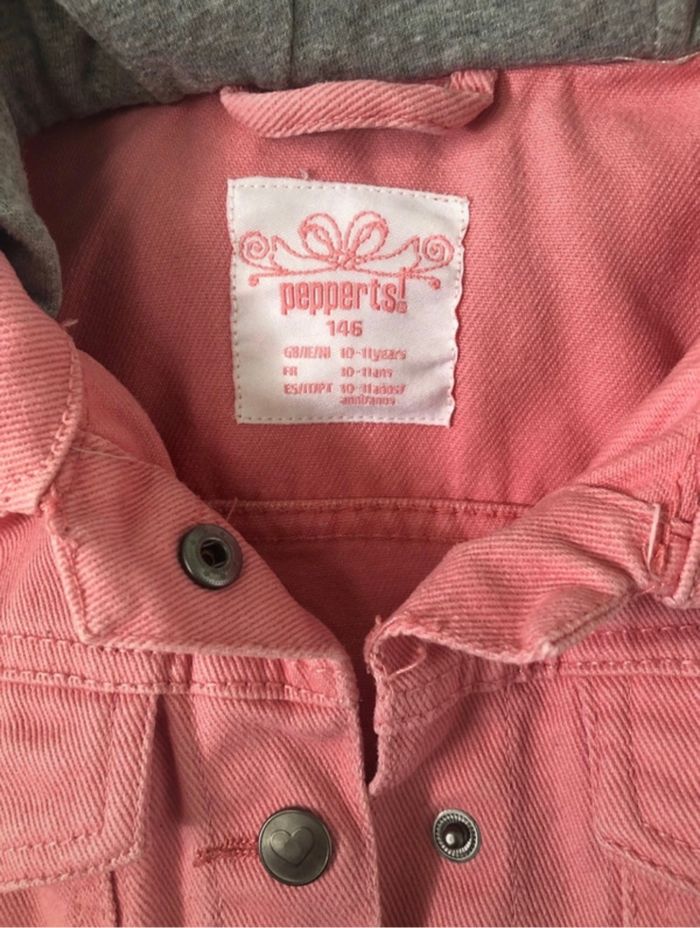 pepperts!
146
GB/IE/NI 10-11years
FR 10-11ans
ES/IT/PT 10-11años/
anni/anos